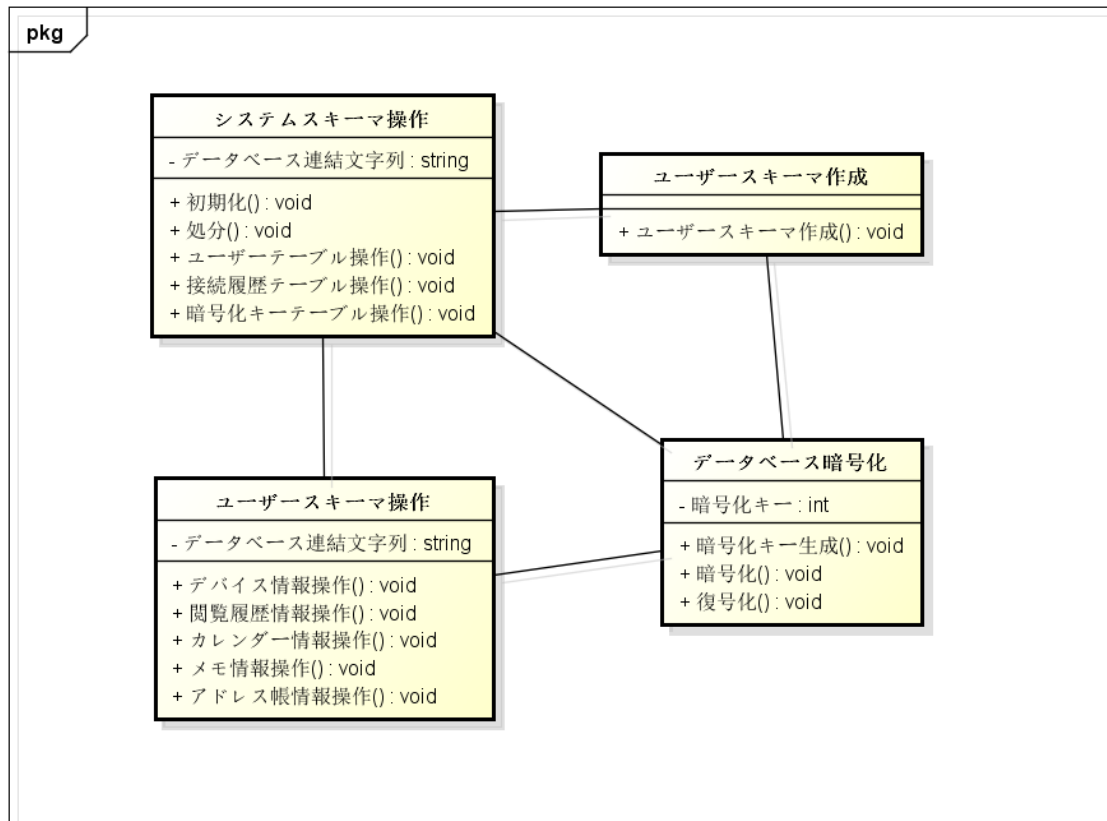 pkg
システムスキーマ操作
- データベース連結文字列 : string
+ 初期化() : void
+ 処分() : void
+ ユーザーテーブル操作() : void
+ 接続履歴テーブル操作() : void
+ 暗号化キーテーブル操作() : void
ユーザースキーマ作成
+ ユーザースキーマ作成() : void
ユーザースキーマ操作
- データベース連結文字列 : string
+ デバイス情報操作() : void
+ 閲覧履歴情報操作() : void
+ カレンダー情報操作() : void
+ メモ情報操作() : void
+ アドレス帳情報操作() : void
データベース暗号化
- 暗号化キー : int
+ 暗号化キー生成() : void
+ 暗号化() : void
+ 復号化() : void